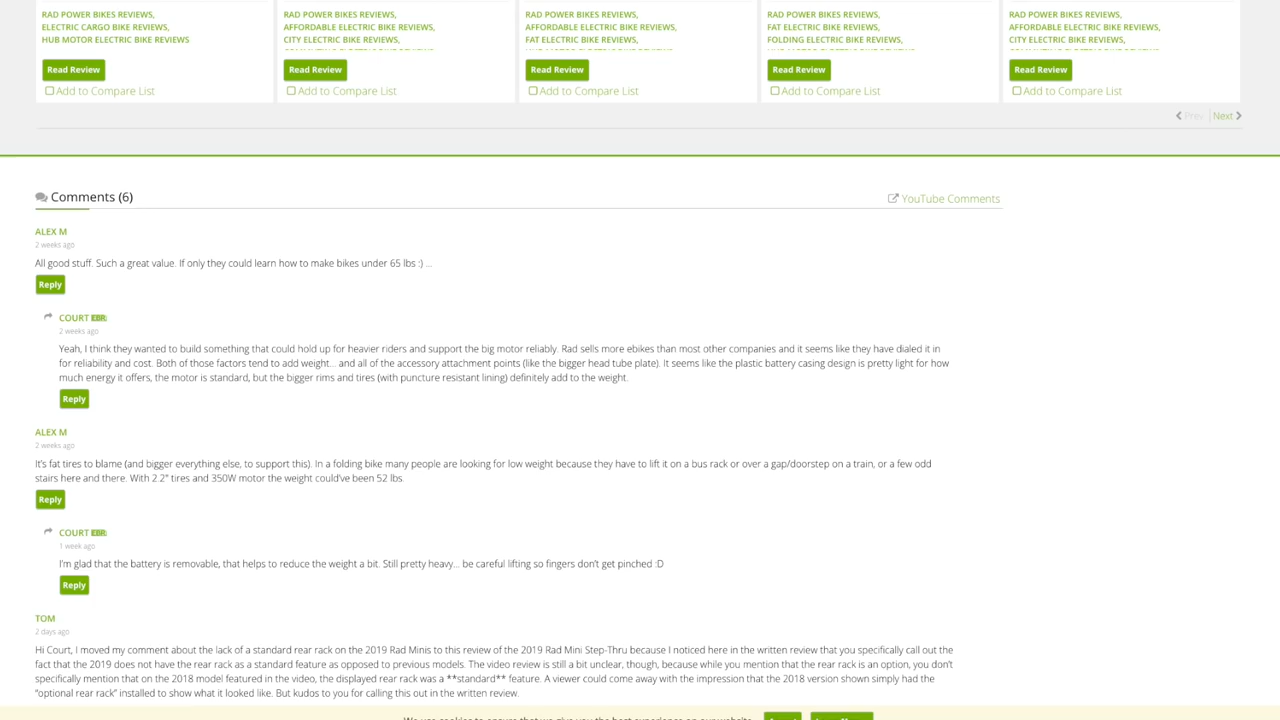 RAD POWER BIKES REVIEWS,
ELECTRIC CARGO BIKE REVIEWS,
HUB MOTOR ELECTRIC BIKE REVIEWS
Read Review
Add to Compare List
RAD POWER BIKES REVIEWS,
AFFORDABLE ELECTRIC BIKE REVIEWS,
CITY ELECTRIC BIKE REVIEWS,
Read Review
Add to Compare List
RAD POWER BIKES REVIEWS,
AFFORDABLE ELECTRIC BIKE REVIEWS,
FAT ELECTRIC BIKE REVIEWS,
Read Review
Add to Compare List
RAD POWER BIKES REVIEWS,
FAT ELECTRIC BIKE REVIEWS,
FOLDING ELECTRIC BIKE REVIEWS,
Read Review
Add to Compare List
RAD POWER BIKES REVIEWS,
AFFORDABLE ELECTRIC BIKE REVIEWS,
CITY ELECTRIC BIKE REVIEWS,
Read Review
Add to Compare List
Prev Next
Comments (6)
YouTube Comments
ALEX M
2 weeks ago
All good stuff. Such a great value. If only they could learn how to make bikes under 65 lbs :) ...
Reply
COURT
2 weeks ago
Yeah, I think they wanted to build something that could hold up for heavier riders and support the big motor reliably. Rad sells more ebikes than most other companies and it seems like they have dialed it in
for reliability and cost. Both of those factors tend to add weight... and all of the accessory attachment points (like the bigger head tube plate). It seems like the plastic battery casing design is pretty light for how
much energy it offers, the motor is standard, but the bigger rims and tires (with puncture resistant lining) definitely add to the weight.
Reply
ALEX M
2 weeks ago
It's fat tires to blame (and bigger everything else, to support this). In a folding bike many people are looking for low weight because they have to lift it on a bus rack or over a gap/doorstep on a train, or a few odd
stairs here and there. With 2.2" tires and 350W motor the weight could've been 52 lbs.
Reply
COURT
1 week ago
I'm glad that the battery is removable, that helps to reduce the weight a bit. Still pretty heavy... be careful lifting so fingers don't get pinched :D
Reply
TOM
2 days ago
Hi Court, I moved my comment about the lack of a standard rear rack on the 2019 Rad Minis to this review of the 2019 Rad Mini Step-Thru because I noticed here in the written review that you specifically call out the
fact that the 2019 does not have the rear rack as a standard feature as opposed to previous models. The video review is still a bit unclear, though, because while you mention that the rear rack is an option, you don't
specifically mention that on the 2018 model featured in the video, the displayed rear rack was a **standard** feature. A viewer could come away with the impression that the 2018 version shown simply had the
"optional rear rack" installed to show what it looked like. But kudos to you for calling this out in the written review.
We use cookies to ensure that we give you the best experience on our website.